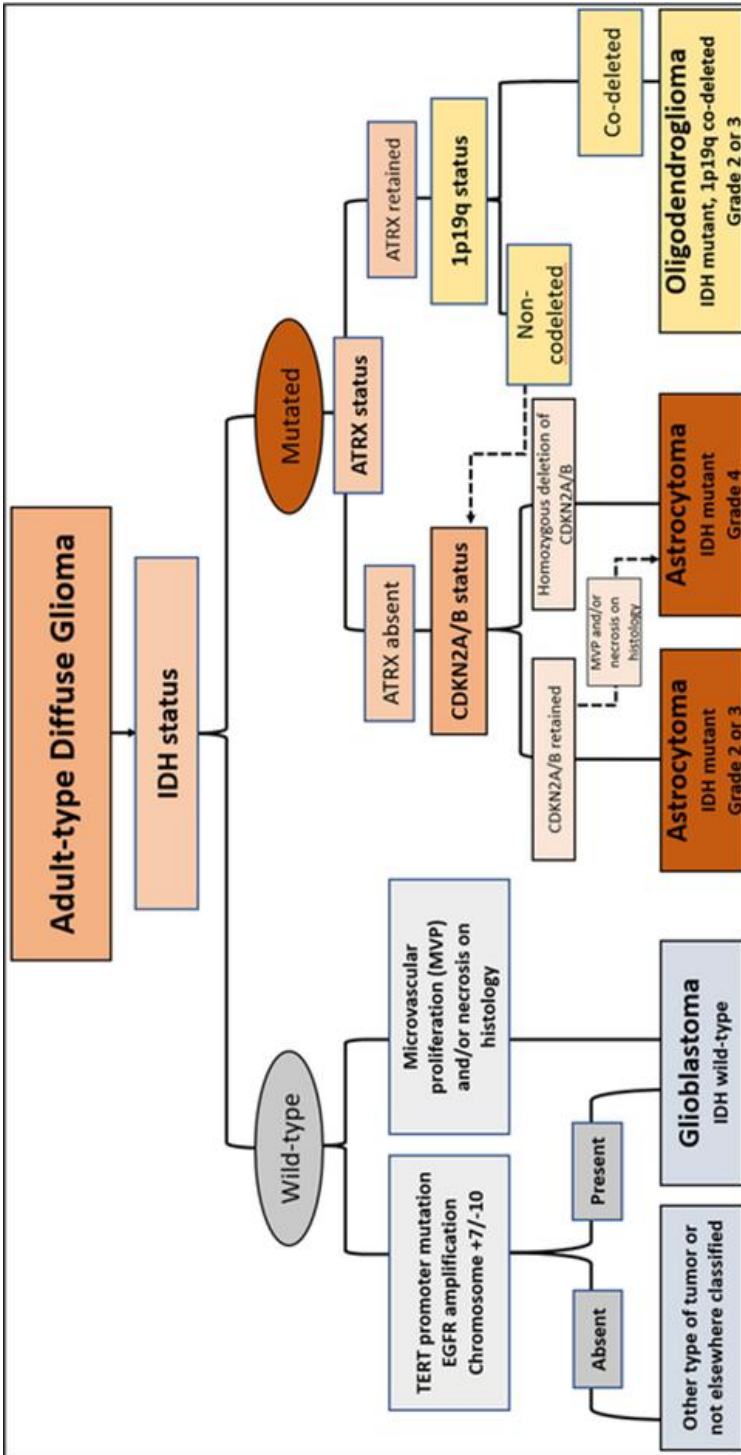 Adult-type Diffuse Glioma
IDH status
Wild-type
Mutated
TERT promoter mutation
EGFR amplification
Chromosome +7/-10
Microvascular
proliferation (MVP)
and/or necrosis on
histology
Absent
Present
Other type of tumor or
not elsewhere classified
Glioblastoma
IDH wild-type
ATRX status
ATRX absent
ATRX retained
CDKN2A/B status
1p19q status
CDKN2A/B retained
Homozygous deletion of
CDKN2A/B
Non-
codeleted
Co-deleted
MVP and/or
necrosis on
histology
Astrocytoma
IDH mutant
Grade 2 or 3
Astrocytoma
IDH mutant
Grade 4
Oligodendroglioma
IDH mutant, 1p19q co-deleted
Grade 2 or 3